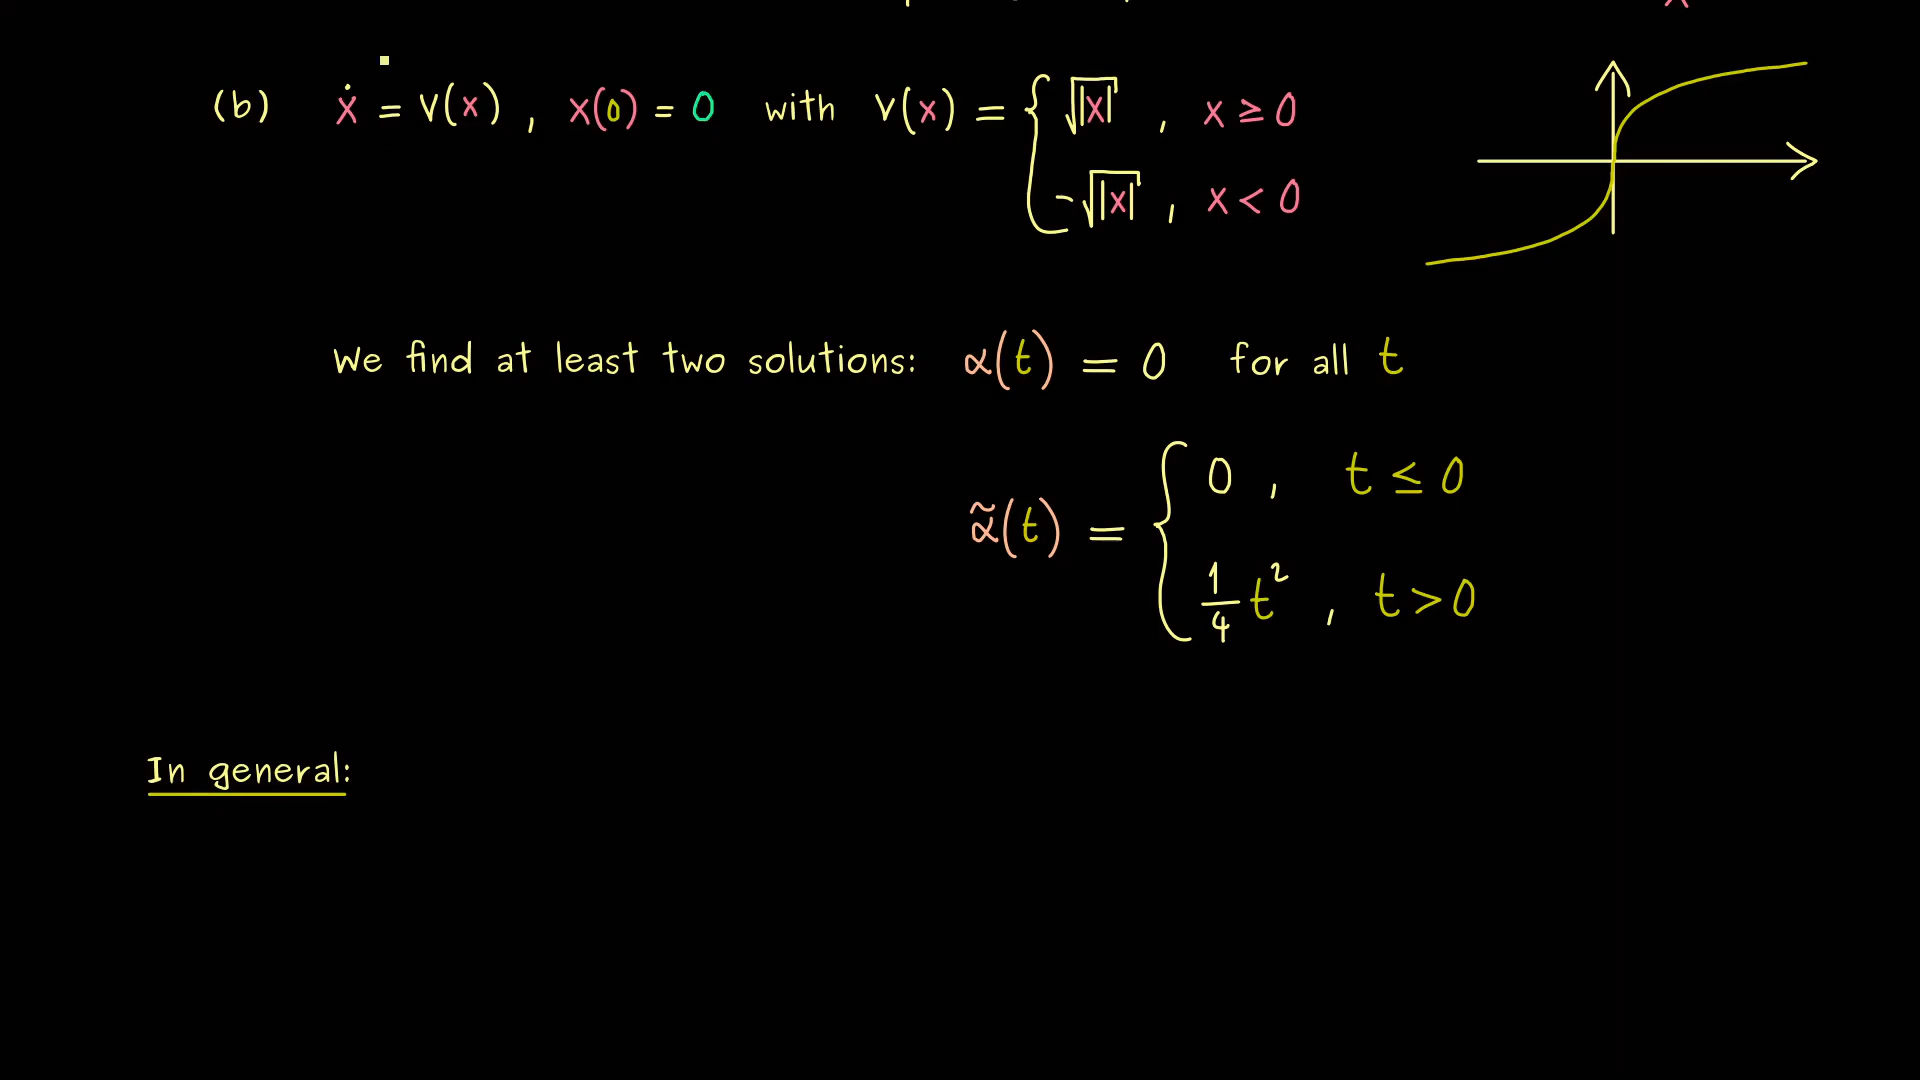 (b) ẋ = v(x) , x(0) = 0 with v(x) = { √|x| , x ≥ 0
-√|x| , x < 0
We find at least two solutions: α(t) = 0 for all t
α̃(t) = { 0 , t ≤ 0
1/4 t² , t > 0
In general: